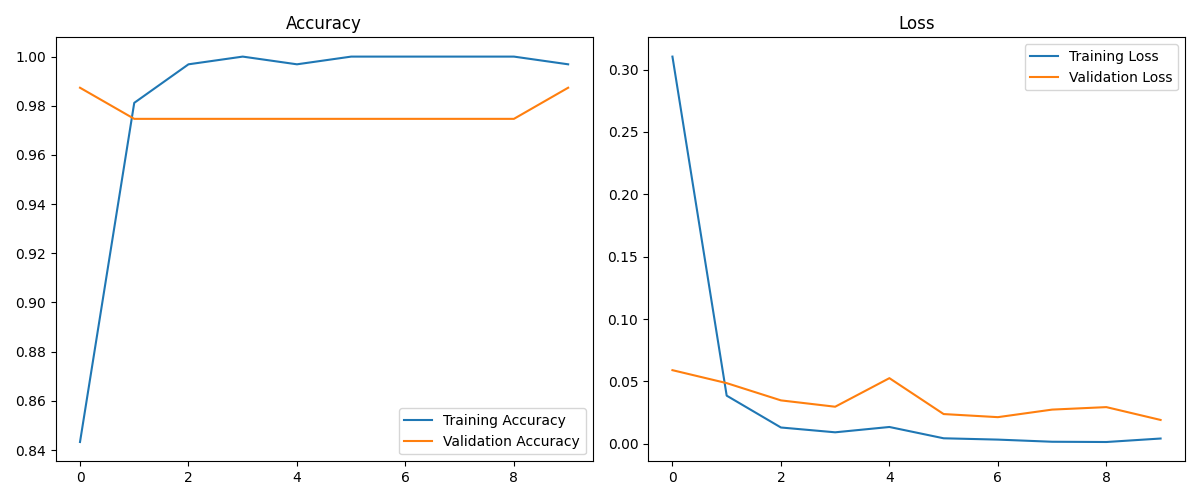 Accuracy
1.00
0.98
0.96
0.94
0.92
0.90
0.88
0.86
0.84
0 2 4 6 8
Training Accuracy
Validation Accuracy
Loss
0.30
0.25
0.20
0.15
0.10
0.05
0.00
0 2 4 6 8
Training Loss
Validation Loss